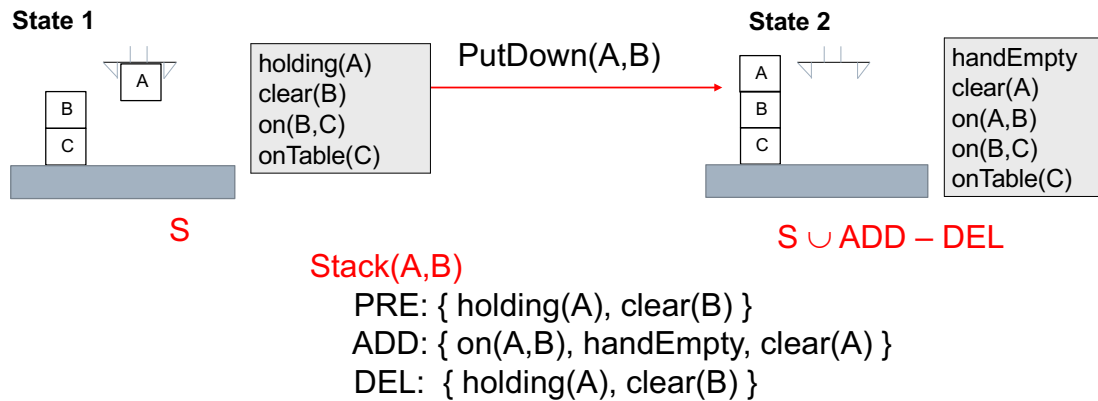 State 1
A
B
C
holding(A)
clear(B)
on(B,C)
onTable(C)
PutDown(A,B)
State 2
A
B
C
handEmpty
clear(A)
on(A,B)
on(B,C)
onTable(C)
S
S ∪ ADD – DEL
Stack(A,B)
PRE: { holding(A), clear(B) }
ADD: { on(A,B), handEmpty, clear(A) }
DEL: { holding(A), clear(B) }